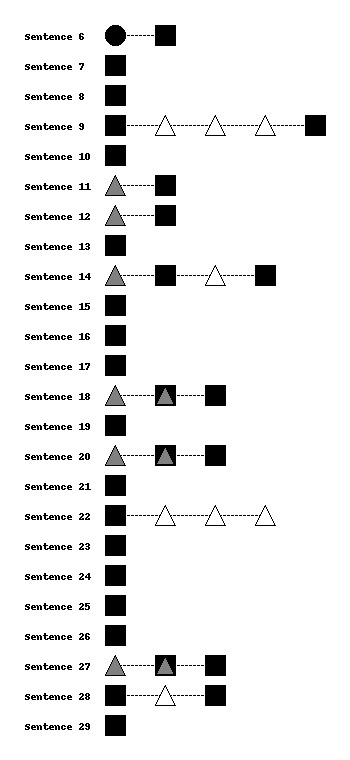 Sentence 6
Sentence 7
Sentence 8
Sentence 9
Sentence 10
Sentence 11
Sentence 12
Sentence 13
Sentence 14
Sentence 15
Sentence 16
Sentence 17
Sentence 18
Sentence 19
Sentence 20
Sentence 21
Sentence 22
Sentence 23
Sentence 24
Sentence 25
Sentence 26
Sentence 27
Sentence 28
Sentence 29